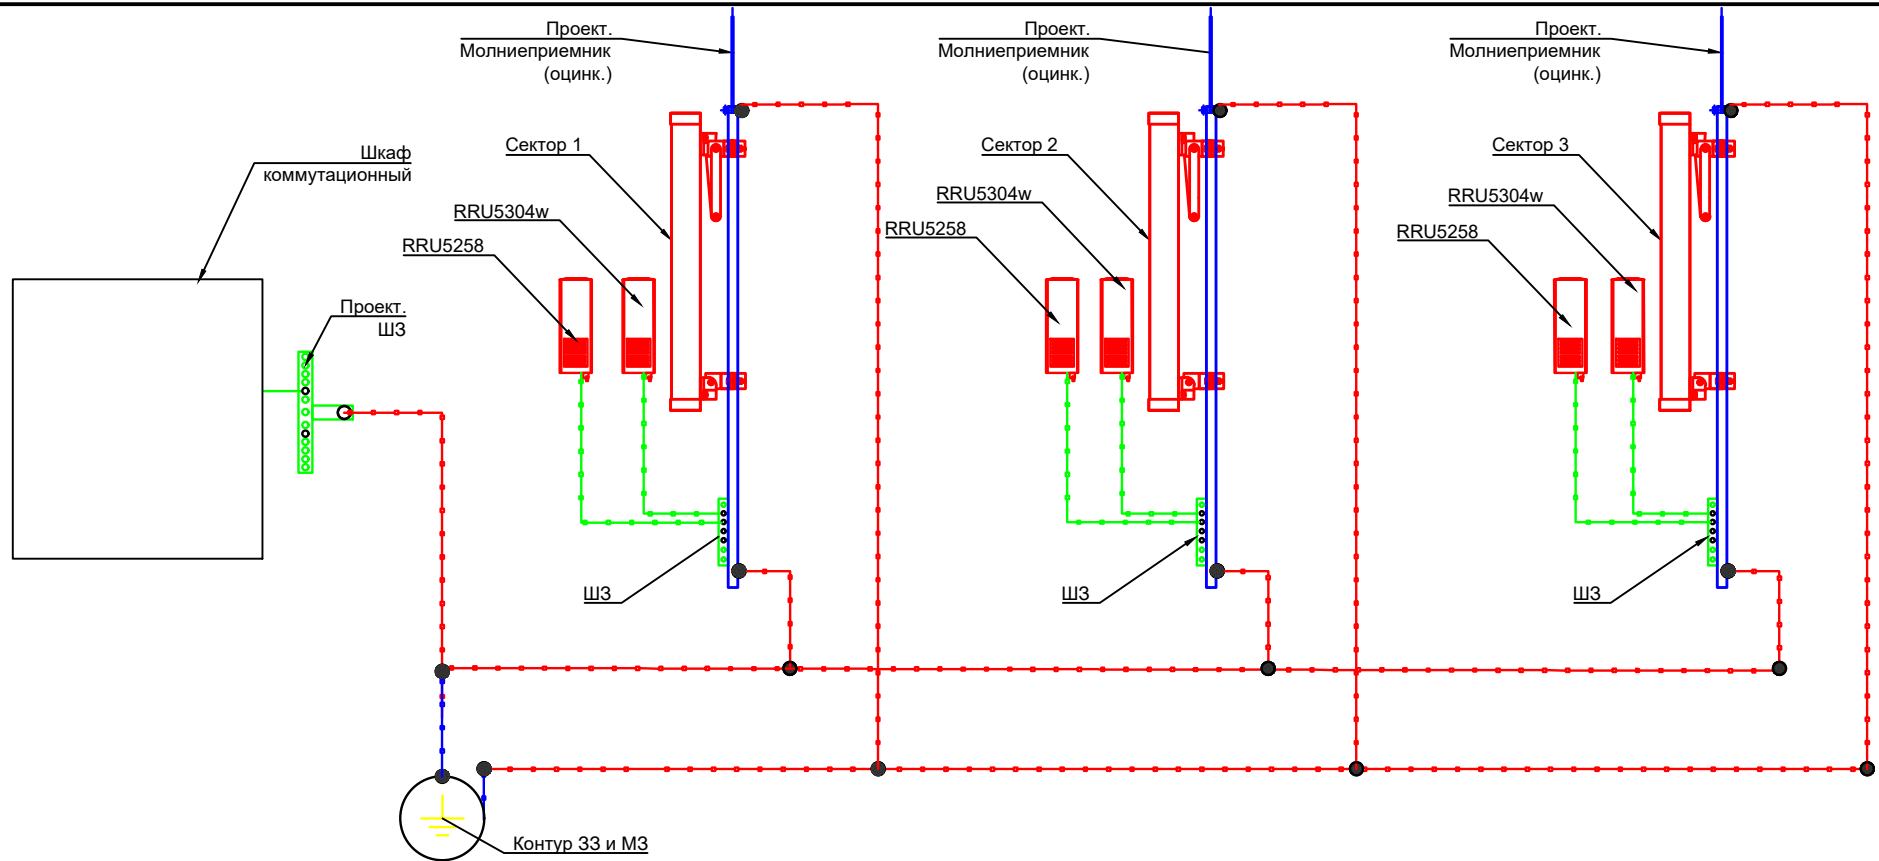 Проект.
Молниеприемник
(оцинк.)
Проект.
Молниеприемник
(оцинк.)
Проект.
Молниеприемник
(оцинк.)
Шкаф
коммутационный
Сектор 1
RRU5304w
RRU5258
Сектор 2
RRU5304w
RRU5258
Сектор 3
RRU5304w
RRU5258
Проект.
ШЗ
ШЗ
ШЗ
ШЗ
Контур ЗЗ и МЗ